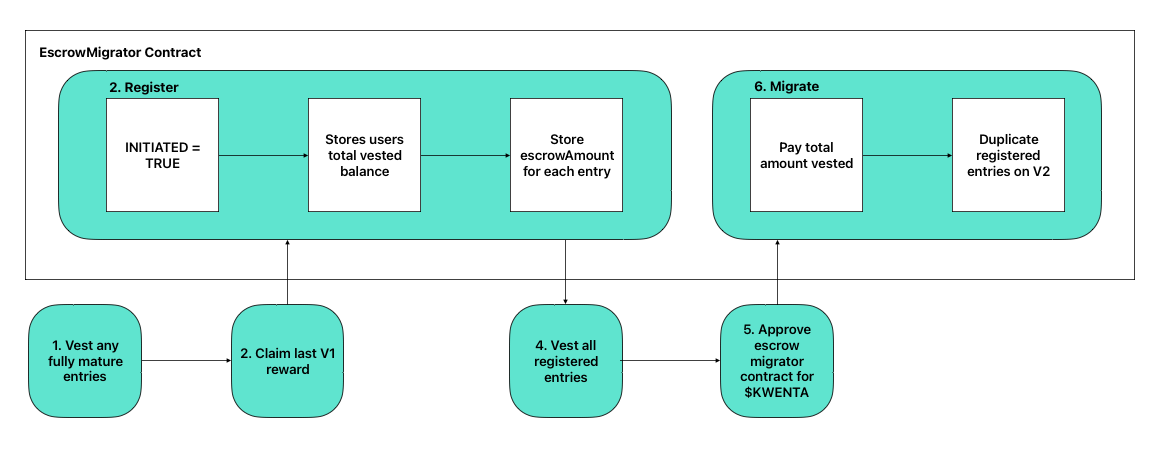 EscrowMigrator Contract
2. Register
INITIATED =
TRUE
Stores users
total vested
balance
Store
escrowAmount
for each entry
6. Migrate
Pay total
amount vested
Duplicate
registered
entries on V2
1. Vest any
fully mature
entries
2. Claim last V1
reward
4. Vest all
registered
entries
5. Approve
escrow
migrator
contract for
$KWENTA